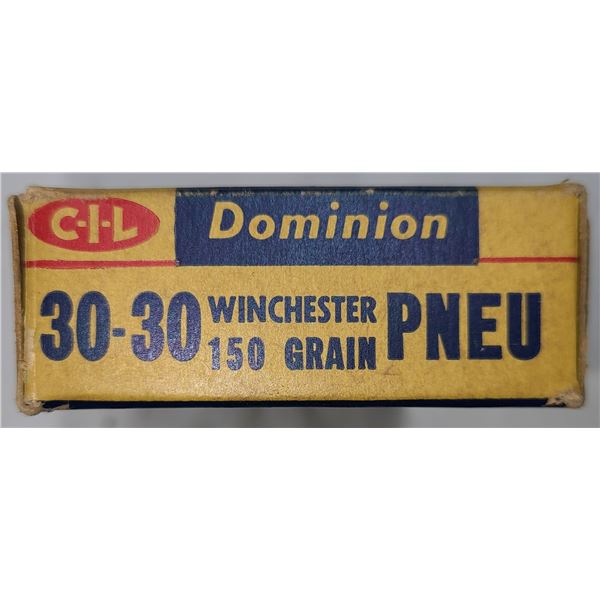 C-I-L Dominion
30-30 WINCHESTER 150 GRAIN PNEU